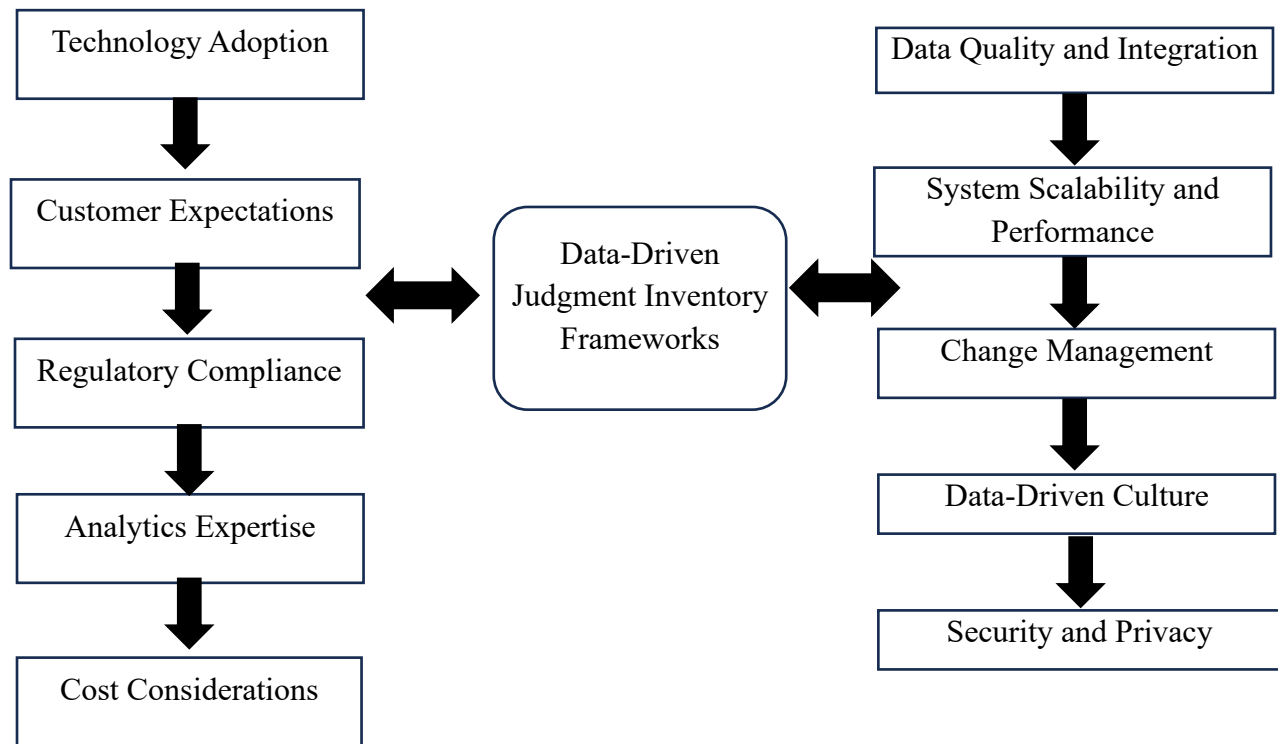 Technology Adoption
Customer Expectations
Regulatory Compliance
Analytics Expertise
Cost Considerations
Data-Driven
Judgment Inventory
Frameworks
Data Quality and Integration
System Scalability and
Performance
Change Management
Data-Driven Culture
Security and Privacy